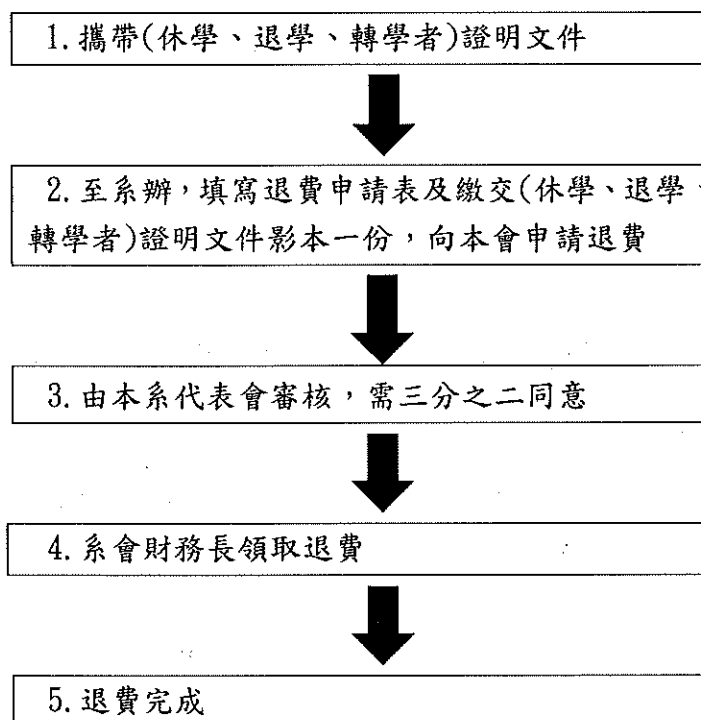 1.攜帶(休學、退學、轉學者)證明文件
2.至系辦，填寫退費申請表及繳交(休學、退學、
轉學者)證明文件影本一份，向本會申請退費
3.由本系代表會審核，需三分之二同意
4.系會財務長領取退費
5.退費完成